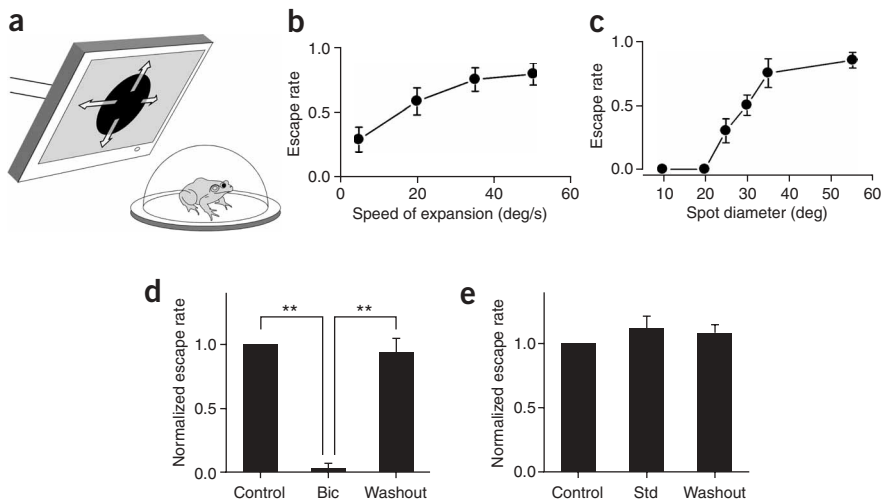 a
b
Escape rate
1.0
0.5
0.0
0 20 40 60
Speed of expansion (deg/s)
c
Escape rate
1.0
0.5
0.0
10 20 30 40 50 60
Spot diameter (deg)
d
Normalized escape rate
1.0
0.5
0.0
** **
Control Bic Washout
e
Normalized escape rate
1.0
0.5
0.0
Control Std Washout